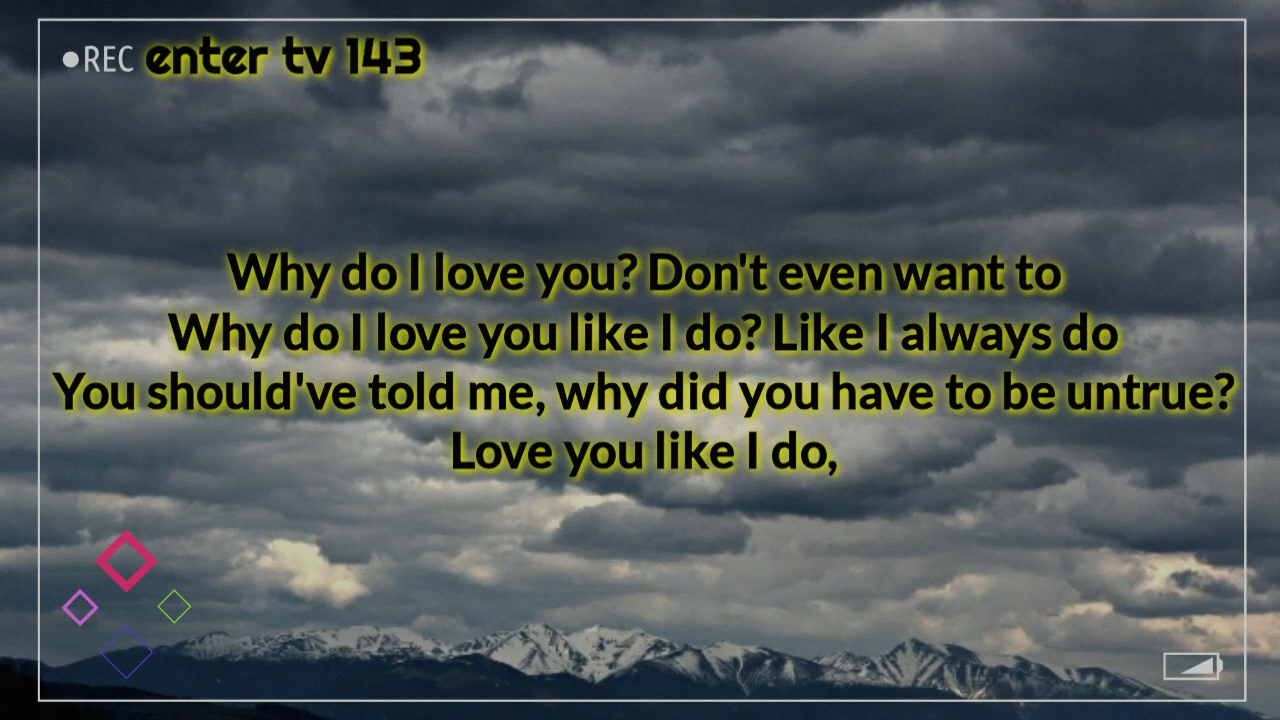 REC enter tv 143
Why do I love you? Don't even want to
Why do I love you like I do? Like I always do
You should've told me, why did you have to be untrue?
Love you like I do,